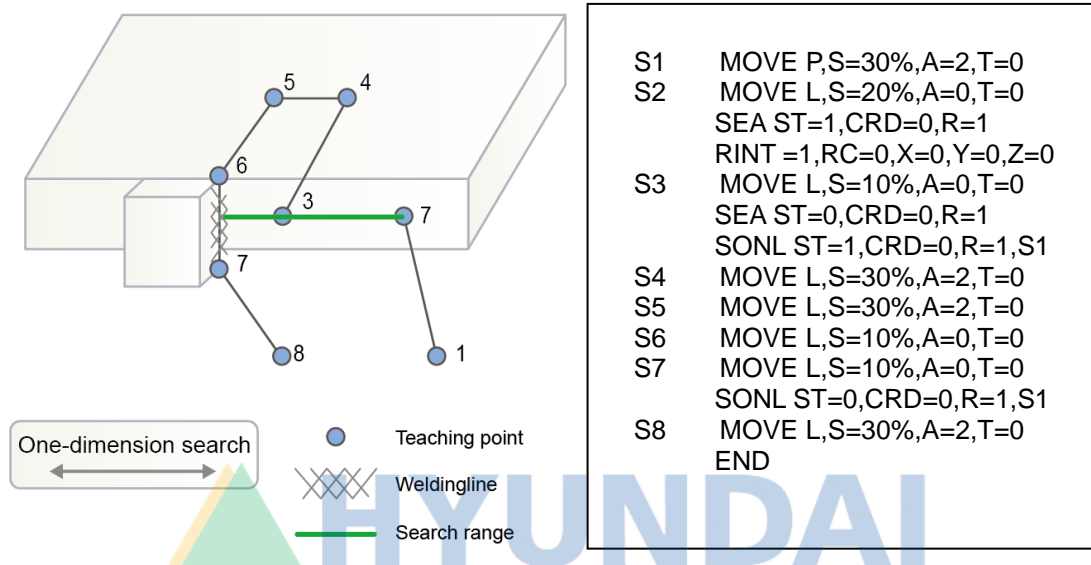 5
4
6
3
7
7
8
1
One-dimension search
Teaching point
Weldingline
Search range
S1 MOVE P,S=30%,A=2,T=0
S2 MOVE L,S=20%,A=0,T=0
SEA ST=1,CRD=0,R=1
RINT =1,RC=0,X=0,Y=0,Z=0
S3 MOVE L,S=10%,A=0,T=0
SEA ST=0,CRD=0,R=1
SONL ST=1,CRD=0,R=1,S1
S4 MOVE L,S=30%,A=2,T=0
S5 MOVE L,S=30%,A=2,T=0
S6 MOVE L,S=10%,A=0,T=0
S7 MOVE L,S=10%,A=0,T=0
SONL ST=0,CRD=0,R=1,S1
S8 MOVE L,S=30%,A=2,T=0
END
HYUNDAI